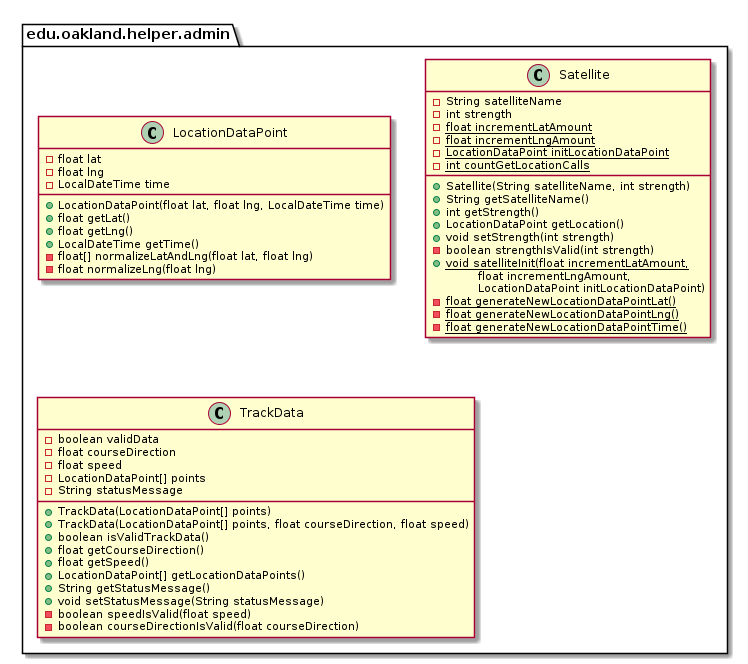 edu.oakland.helper.admin
C LocationDataPoint
float lat
float lng
LocalDateTime time
LocationDataPoint(float lat, float lng, LocalDateTime time)
float getLat()
float getLng()
LocalDateTime getTime()
float[] normalizeLatAndLng(float lat, float lng)
float normalizeLng(float lng)
C Satellite
String satelliteName
int strength
float incrementLatAmount
float incrementLngAmount
LocationDataPoint initLocationDataPoint
int countGetLocationCalls
Satellite(String satelliteName, int strength)
String getSatelliteName()
int getStrength()
LocationDataPoint getLocation()
void setStrength(int strength)
boolean strengthIsValid(int strength)
void satelliteInit(float incrementLatAmount,
float incrementLngAmount,
LocationDataPoint initLocationDataPoint)
float generateNewLocationDataPointLat()
float generateNewLocationDataPointLng()
float generateNewLocationDataPointTime()
C TrackData
boolean validData
float courseDirection
float speed
LocationDataPoint[] points
String statusMessage
TrackData(LocationDataPoint[] points)
TrackData(LocationDataPoint[] points, float courseDirection, float speed)
boolean isValidTrackData()
float getCourseDirection()
float getSpeed()
LocationDataPoint[] getLocationDataPoints()
String getStatusMessage()
void setStatusMessage(String statusMessage)
boolean speedIsValid(float speed)
boolean courseDirectionIsValid(float courseDirection)